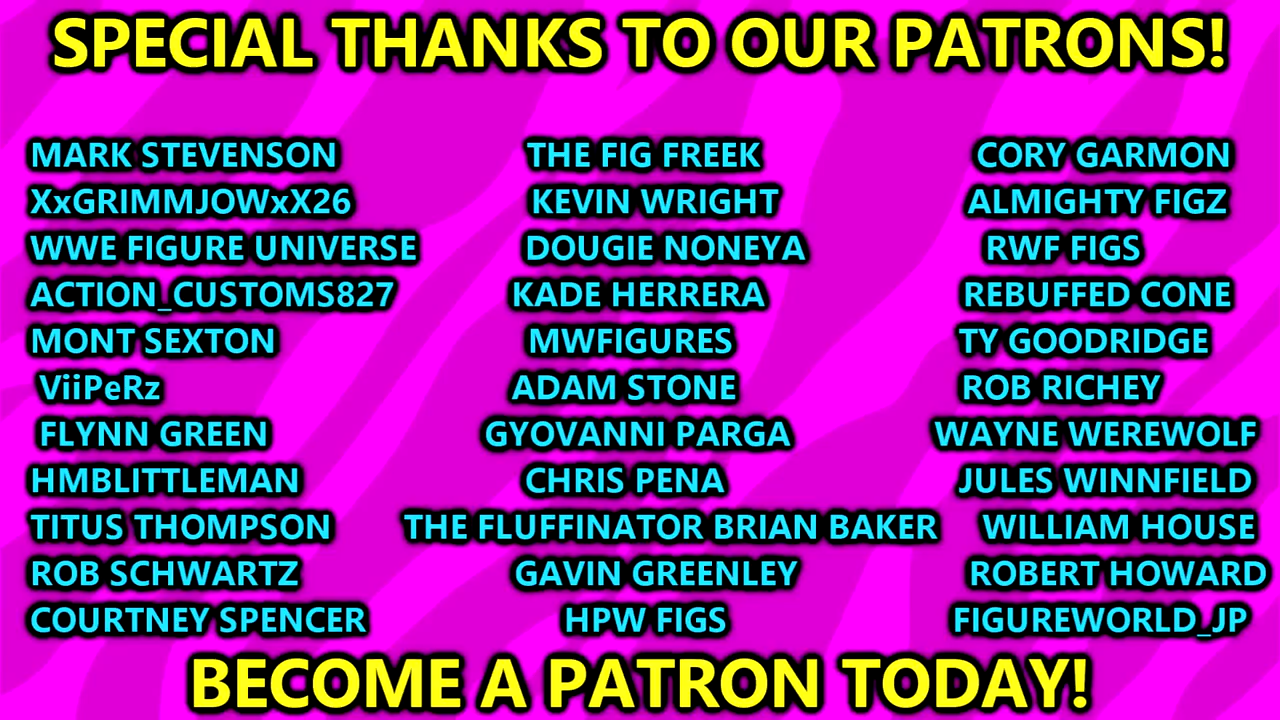 SPECIAL THANKS TO OUR PATRONS!
MARK STEVENSON THE FIG FREEK CORY GARMON
XxGRIMMJOWxX26 KEVIN WRIGHT ALMIGHTY FIGZ
WWE FIGURE UNIVERSE DOUGIE NONEYA RWF FIGS
ACTION_CUSTOMS827 KADE HERRERA REBUFFED CONE
MONT SEXTON MWFIGURES TY GOODRIDGE
ViiPeRz ADAM STONE ROB RICHEY
FLYNN GREEN GYOVANNI PARGA WAYNE WEREWOLF
HMBLITTLEMAN CHRIS PENA JULES WINNFIELD
TITUS THOMPSON THE FLUFFINATOR BRIAN BAKER WILLIAM HOUSE
ROB SCHWARTZ GAVIN GREENLEY ROBERT HOWARD
COURTNEY SPENCER HPW FIGS FIGUREWORLD_JP
BECOME A PATRON TODAY!